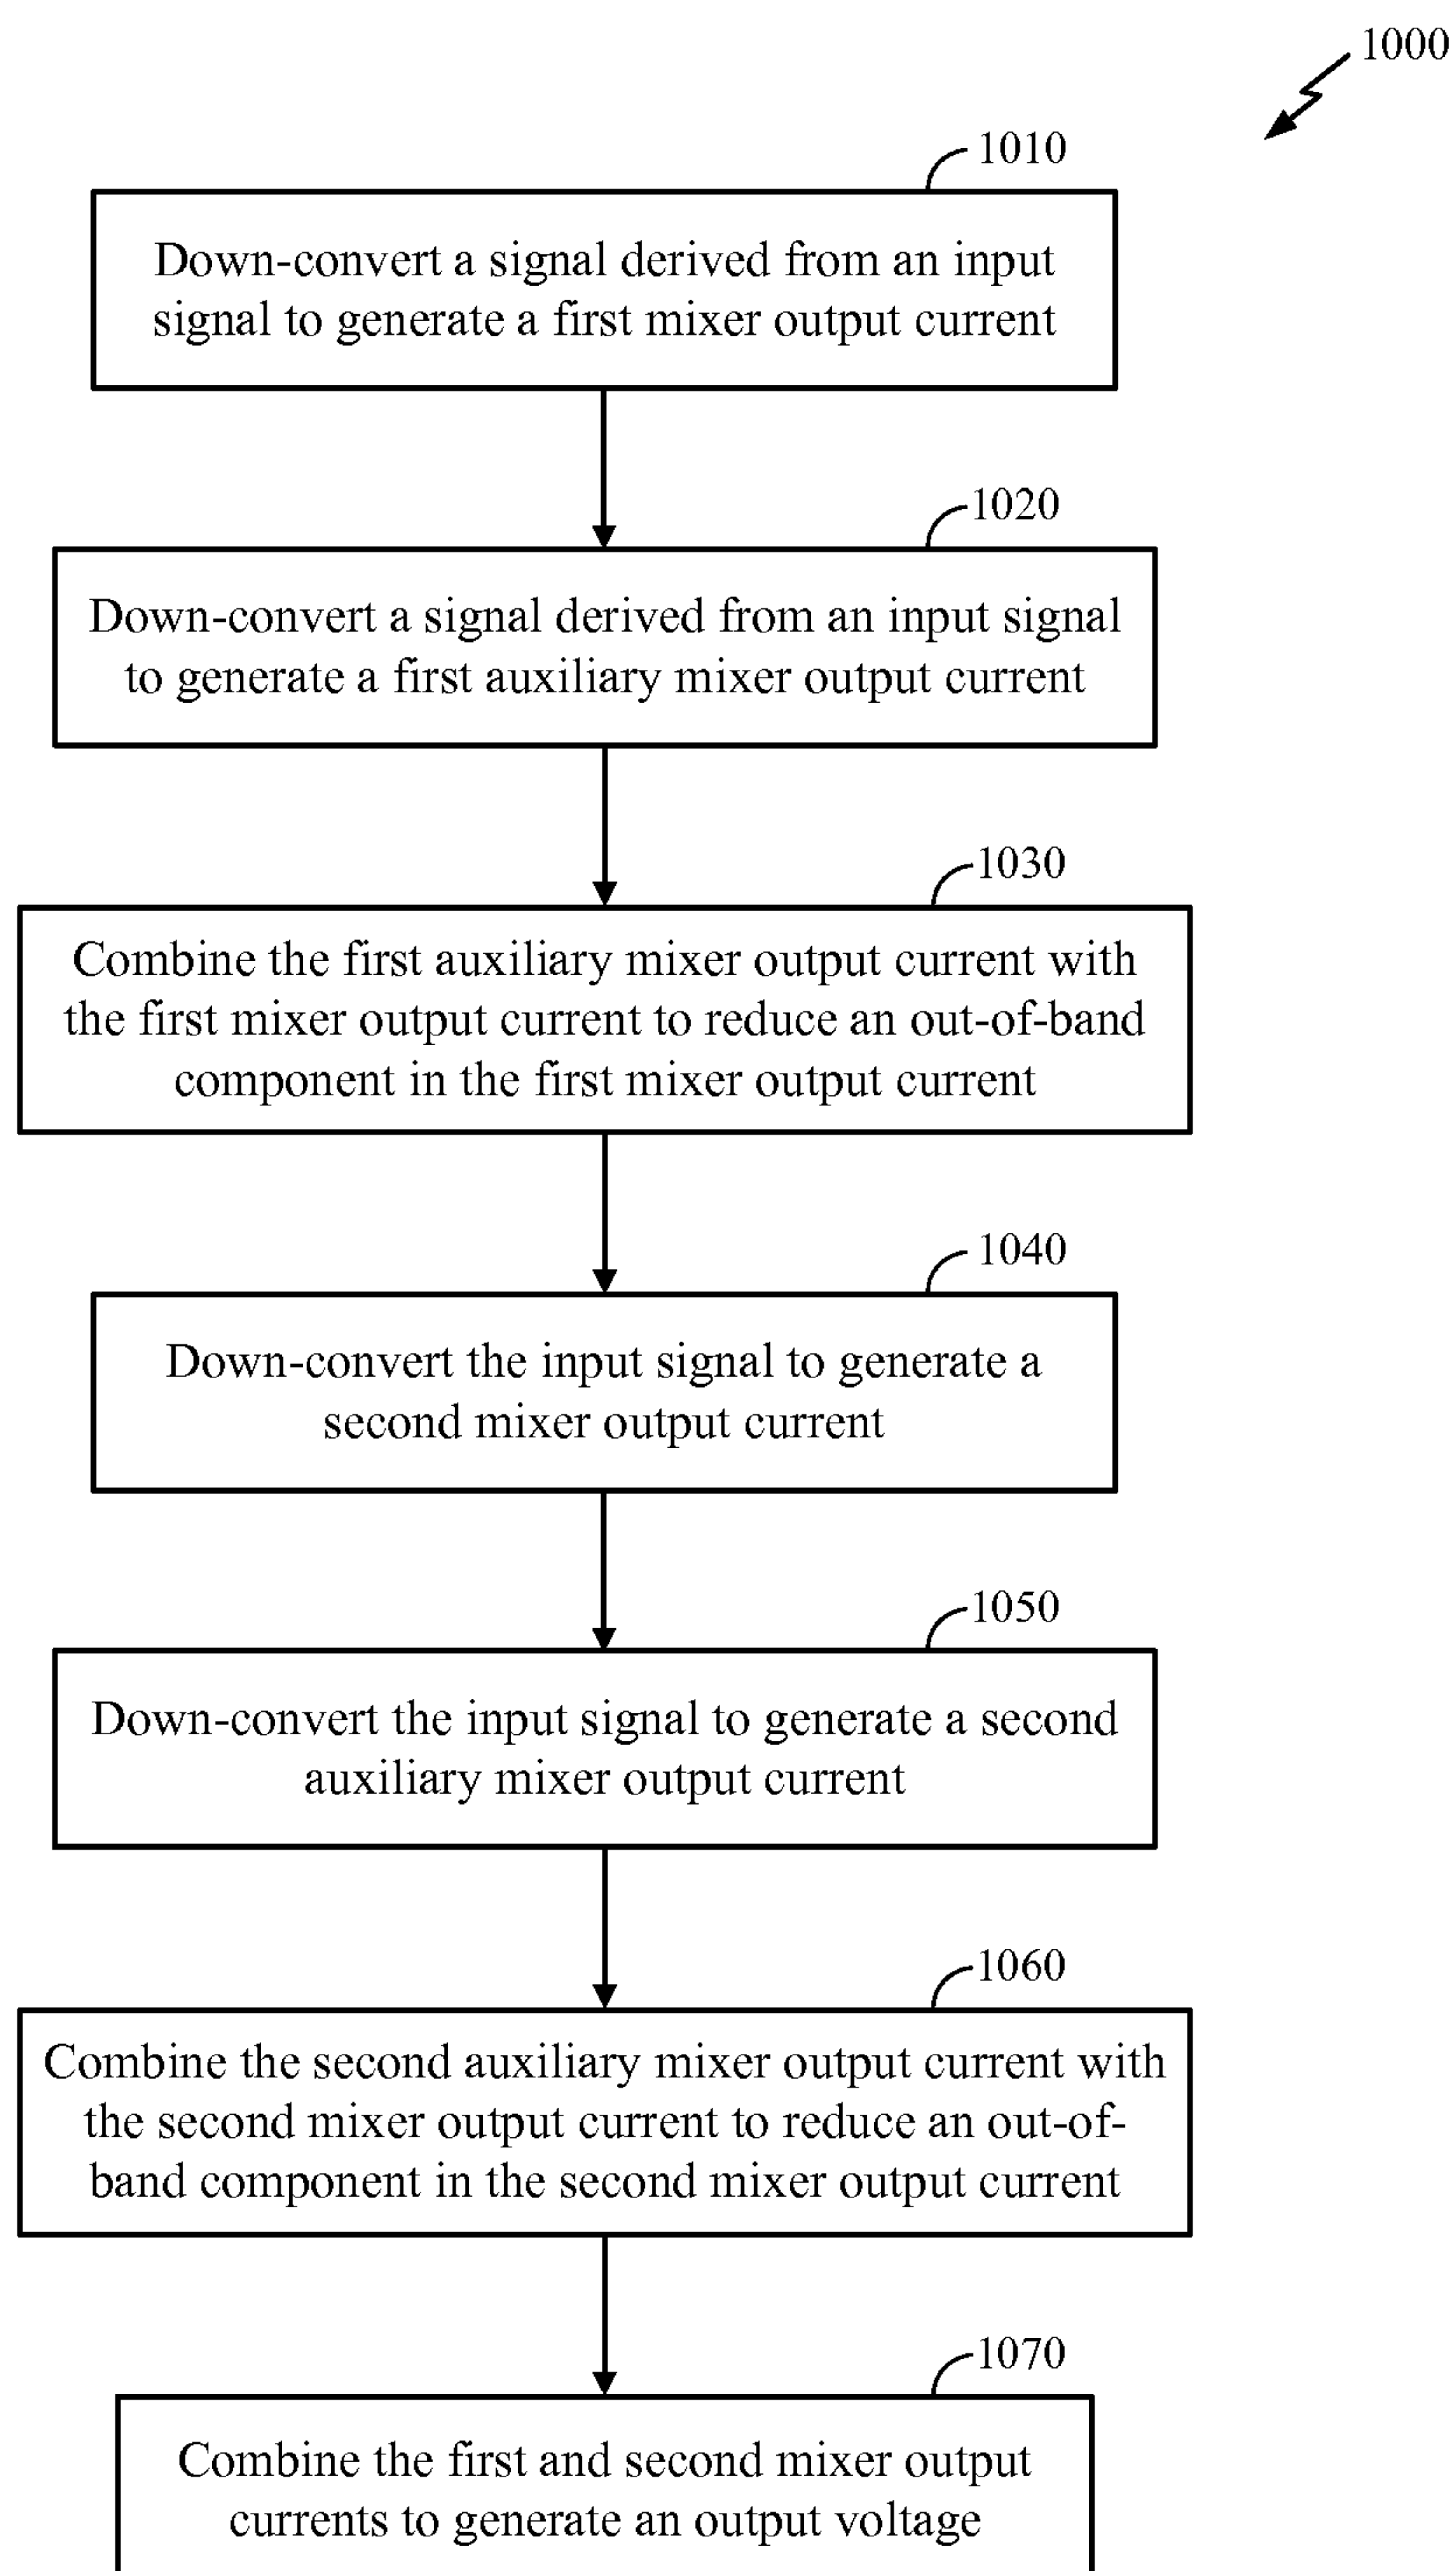 1000
1010
Down-convert a signal derived from an input
signal to generate a first mixer output current
1020
Down-convert a signal derived from an input signal
to generate a first auxiliary mixer output current
1030
Combine the first auxiliary mixer output current with
the first mixer output current to reduce an out-of-band
component in the first mixer output current
1040
Down-convert the input signal to generate a
second mixer output current
1050
Down-convert the input signal to generate a second
auxiliary mixer output current
1060
Combine the second auxiliary mixer output current with
the second mixer output current to reduce an out-of-
band component in the second mixer output current
1070
Combine the first and second mixer output
currents to generate an output voltage